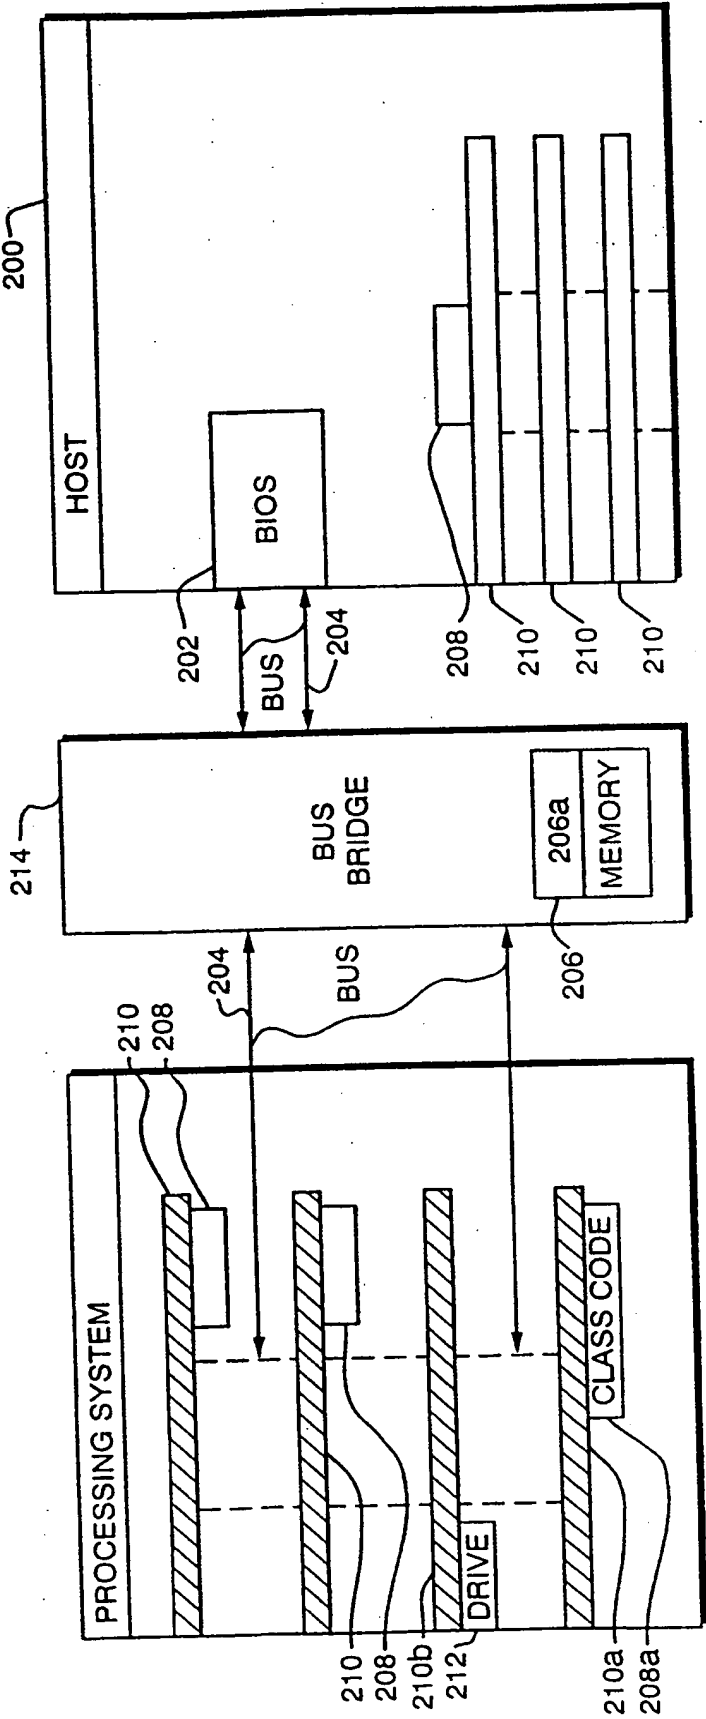 PROCESSING SYSTEM
210
208
DRIVE
CLASS CODE
210
208
210b
212
210a
208a
204
BUS
214
BUS
BRIDGE
206a
MEMORY
206
BUS
204
200
HOST
202
BIOS
208
210
210
210